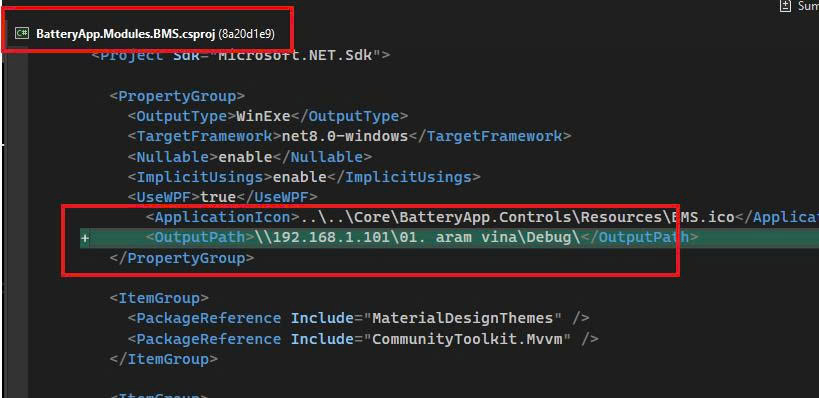 Sum
BatteryApp.Modules.BMS.csproj (8a20d1e9)
<Project Sdk="Microsoft.NET.Sdk">
<PropertyGroup>
<OutputType>WinExe</OutputType>
<TargetFramework>net8.0-windows</TargetFramework>
<Nullable>enable</Nullable>
<ImplicitUsings>enable</ImplicitUsings>
<UseWPF>true</UseWPF>
<ApplicationIcon>..\..\Core\BatteryApp.Controls\Resources\EMS.ico</Applica
+ <OutputPath>\\192.168.1.101\01. aram vina\Debug\</OutputPath>
</PropertyGroup>
<ItemGroup>
<PackageReference Include="MaterialDesignThemes" />
<PackageReference Include="CommunityToolkit.Mvvm" />
</ItemGroup>
<ItemGroup>